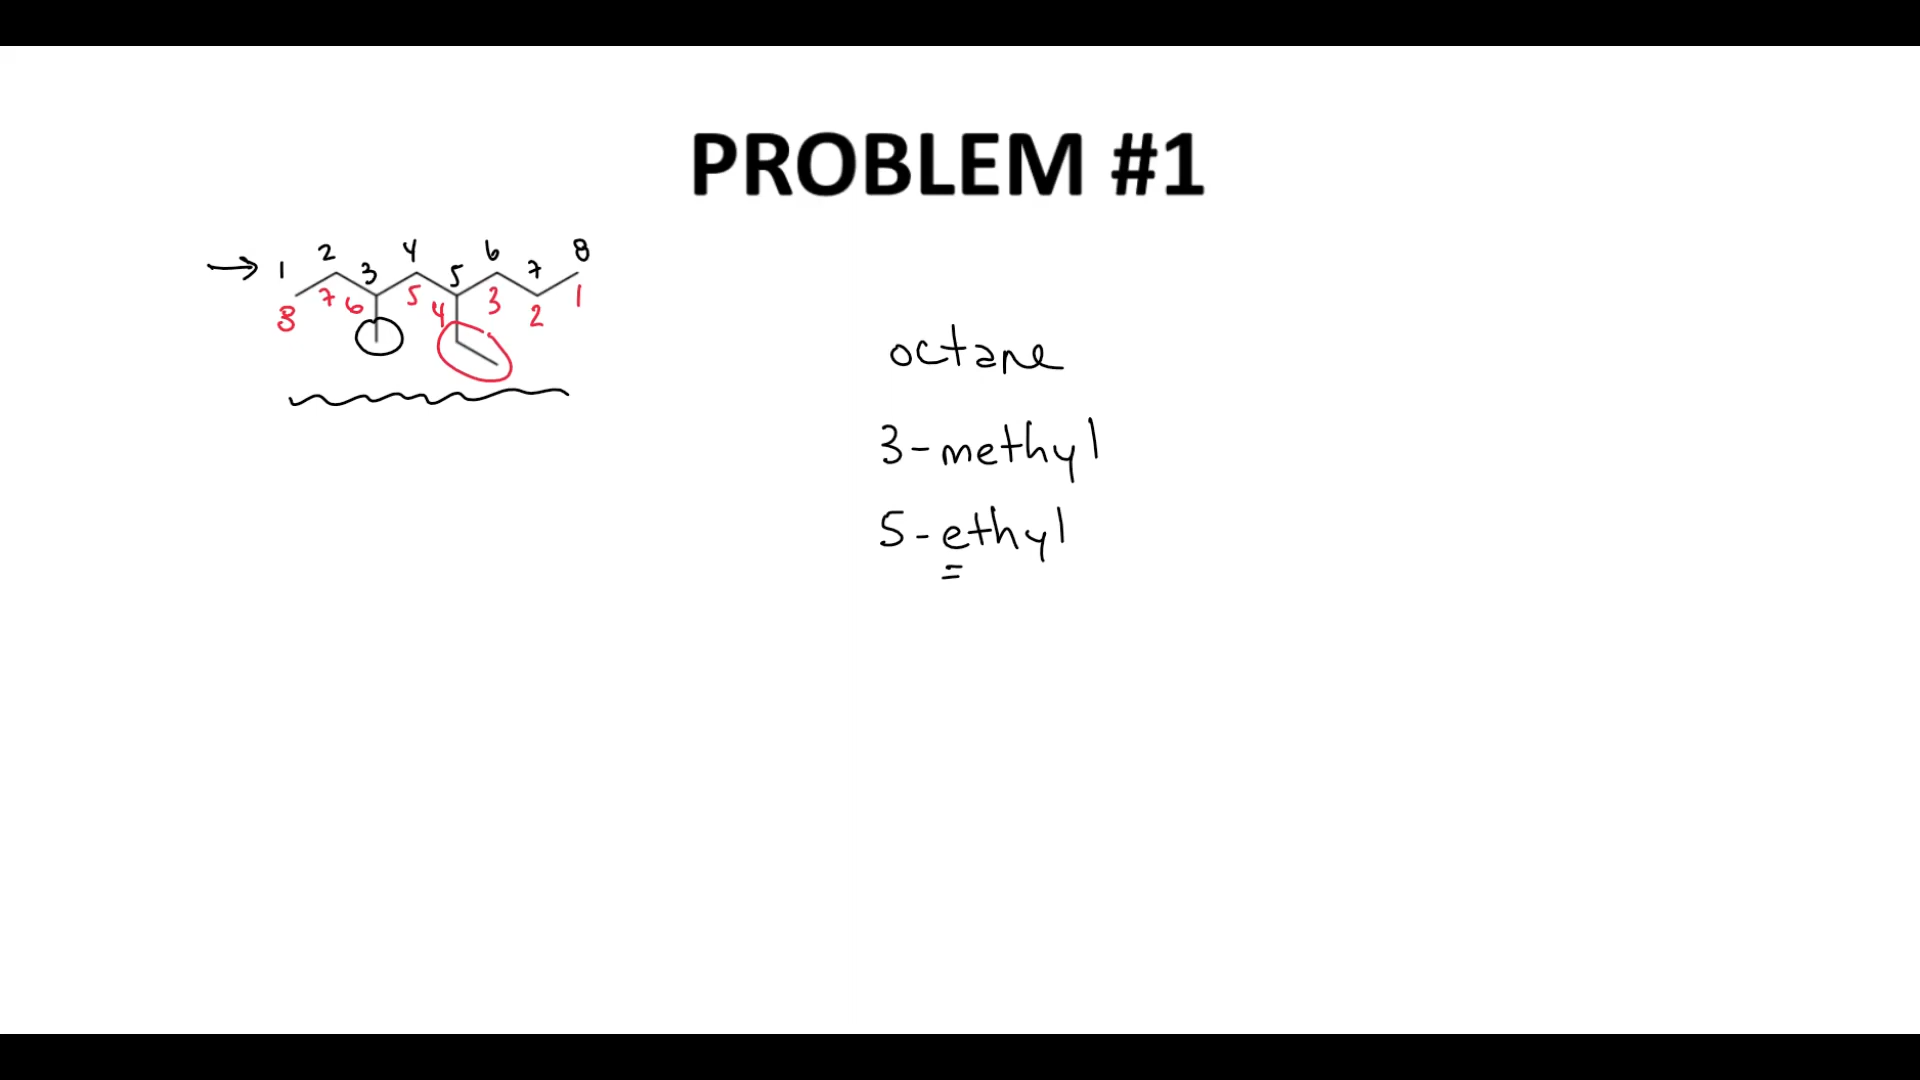 PROBLEM #1
→ 1 2 3 4 5 6 7 8
8 7 6 5 4 3 2 1
octane
3-methyl
5-ethyl